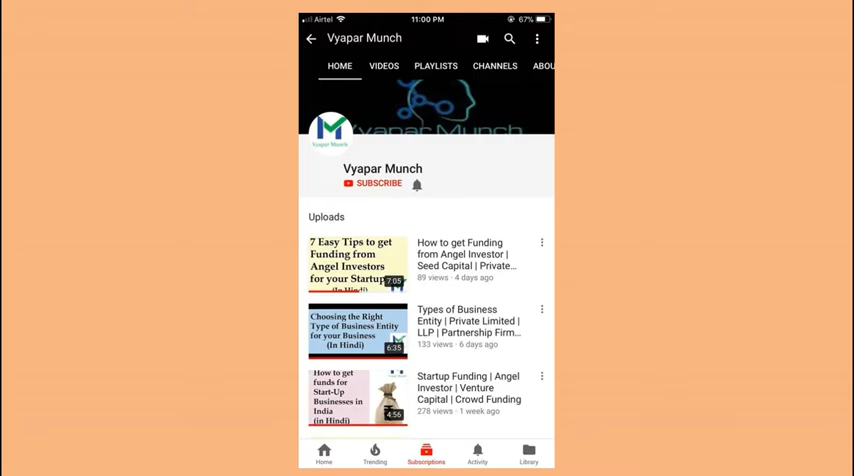 Airtel 11:00 PM 67%
Vyapar Munch
HOME VIDEOS PLAYLISTS CHANNELS ABOU
Vyapar Munch
Vyapar Munch
Vyapar Munch
SUBSCRIBE
Uploads
7 Easy Tips to get
Funding from
Angel Investors
for your Startup
(In Hindi)
7:05
How to get Funding
from Angel Investor |
Seed Capital | Private...
89 views · 4 days ago
Choosing the Right
Type of Business Entity
for your Business
(In Hindi)
6:35
Types of Business
Entity | Private Limited |
LLP | Partnership Firm...
133 views · 6 days ago
How to get
funds for
Start-Up
Businesses in
India
(in Hindi)
4:56
Startup Funding | Angel
Investor | Venture
Capital | Crowd Funding
278 views · 1 week ago
Home Trending Subscriptions Activity Library